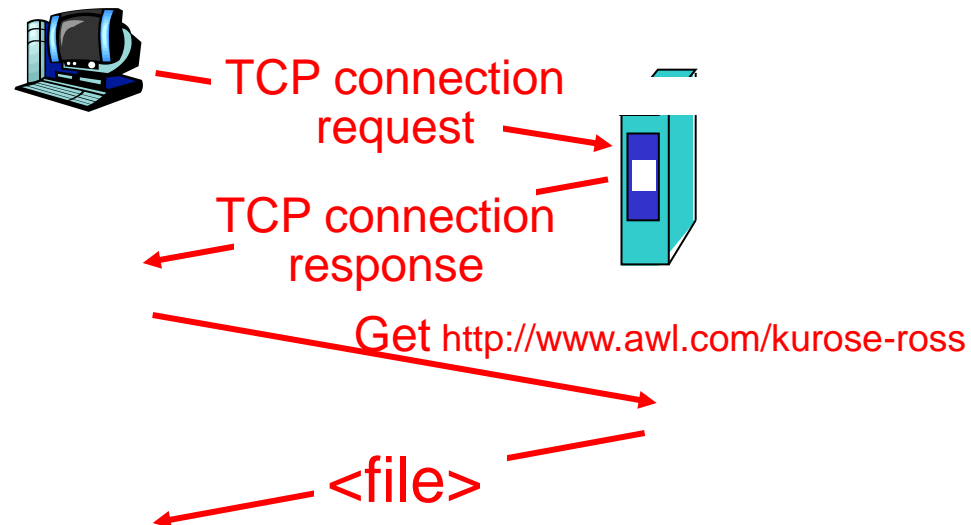 TCP connection
request
TCP connection
response
Get http://www.awl.com/kurose-ross
<file>